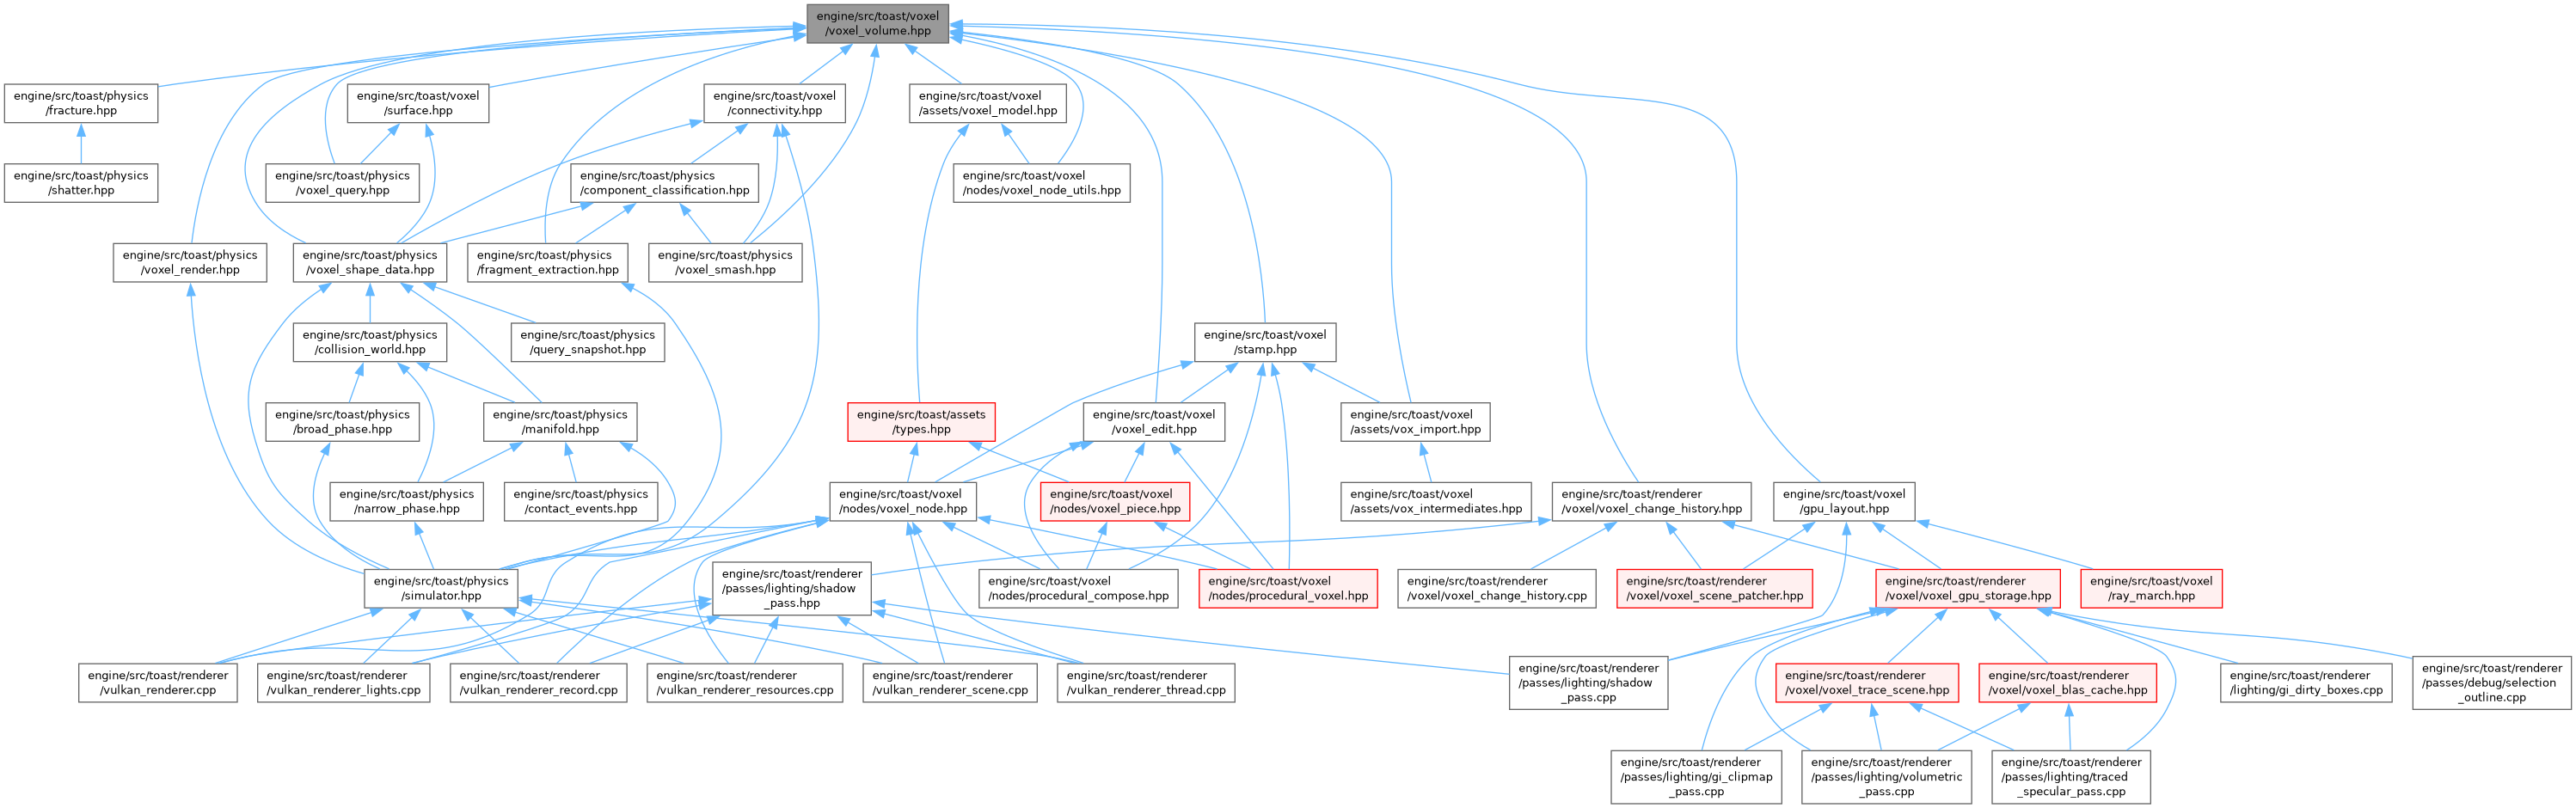 engine/src/toast/voxel
/voxel_volume.hpp
engine/src/toast/physics
/fracture.hpp
engine/src/toast/voxel
/surface.hpp
engine/src/toast/voxel
/connectivity.hpp
engine/src/toast/voxel
/assets/voxel_model.hpp
engine/src/toast/physics
/shatter.hpp
engine/src/toast/physics
/voxel_query.hpp
engine/src/toast/physics
/component_classification.hpp
engine/src/toast/voxel
/nodes/voxel_node_utils.hpp
engine/src/toast/physics
/voxel_render.hpp
engine/src/toast/physics
/voxel_shape_data.hpp
engine/src/toast/physics
/fragment_extraction.hpp
engine/src/toast/physics
/voxel_smash.hpp
engine/src/toast/physics
/collision_world.hpp
engine/src/toast/physics
/query_snapshot.hpp
engine/src/toast/voxel
/stamp.hpp
engine/src/toast/physics
/broad_phase.hpp
engine/src/toast/physics
/manifold.hpp
engine/src/toast/assets
/types.hpp
engine/src/toast/voxel
/voxel_edit.hpp
engine/src/toast/voxel
/assets/vox_import.hpp
engine/src/toast/physics
/narrow_phase.hpp
engine/src/toast/physics
/contact_events.hpp
engine/src/toast/voxel
/nodes/voxel_node.hpp
engine/src/toast/voxel
/nodes/voxel_piece.hpp
engine/src/toast/voxel
/assets/vox_intermediates.hpp
engine/src/toast/renderer
/voxel/voxel_change_history.hpp
engine/src/toast/voxel
/gpu_layout.hpp
engine/src/toast/physics
/simulator.hpp
engine/src/toast/renderer
/passes/lighting/shadow
_pass.hpp
engine/src/toast/voxel
/nodes/procedural_compose.hpp
engine/src/toast/voxel
/nodes/procedural_voxel.hpp
engine/src/toast/renderer
/voxel/voxel_change_history.cpp
engine/src/toast/renderer
/voxel/voxel_scene_patcher.hpp
engine/src/toast/renderer
/voxel/voxel_gpu_storage.hpp
engine/src/toast/voxel
/ray_march.hpp
engine/src/toast/renderer
/vulkan_renderer.cpp
engine/src/toast/renderer
/vulkan_renderer_lights.cpp
engine/src/toast/renderer
/vulkan_renderer_record.cpp
engine/src/toast/renderer
/vulkan_renderer_resources.cpp
engine/src/toast/renderer
/vulkan_renderer_scene.cpp
engine/src/toast/renderer
/vulkan_renderer_thread.cpp
engine/src/toast/renderer
/passes/lighting/shadow
_pass.cpp
engine/src/toast/renderer
/voxel/voxel_trace_scene.hpp
engine/src/toast/renderer
/voxel/voxel_blas_cache.hpp
engine/src/toast/renderer
/lighting/gi_dirty_boxes.cpp
engine/src/toast/renderer
/passes/debug/selection
_outline.cpp
engine/src/toast/renderer
/passes/lighting/gi_clipmap
_pass.cpp
engine/src/toast/renderer
/passes/lighting/volumetric
_pass.cpp
engine/src/toast/renderer
/passes/lighting/traced
_specular_pass.cpp